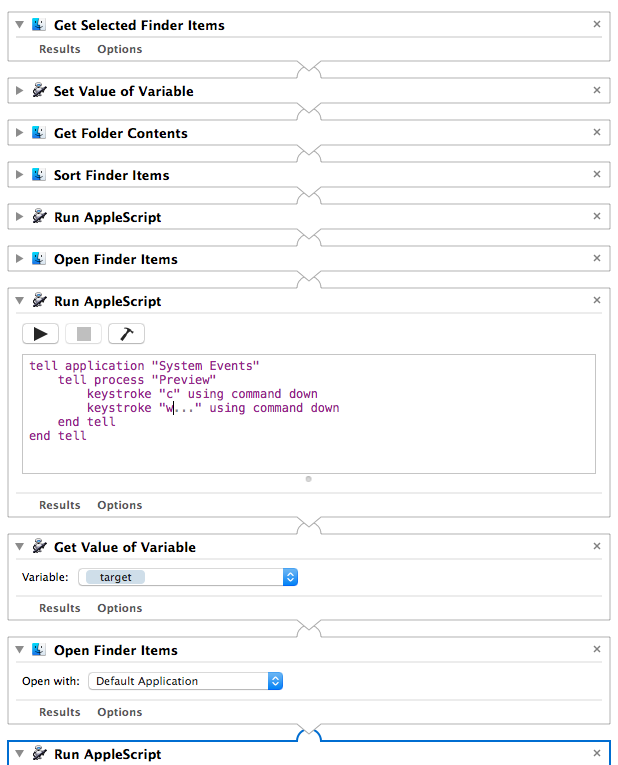 Get Selected Finder Items
Results Options
Set Value of Variable
Get Folder Contents
Sort Finder Items
Run AppleScript
Open Finder Items
Run AppleScript
tell application "System Events"
tell process "Preview"
keystroke "c" using command down
keystroke "w..." using command down
end tell
end tell
Results Options
Get Value of Variable
Variable: target
Results Options
Open Finder Items
Open with: Default Application
Results Options
Run AppleScript